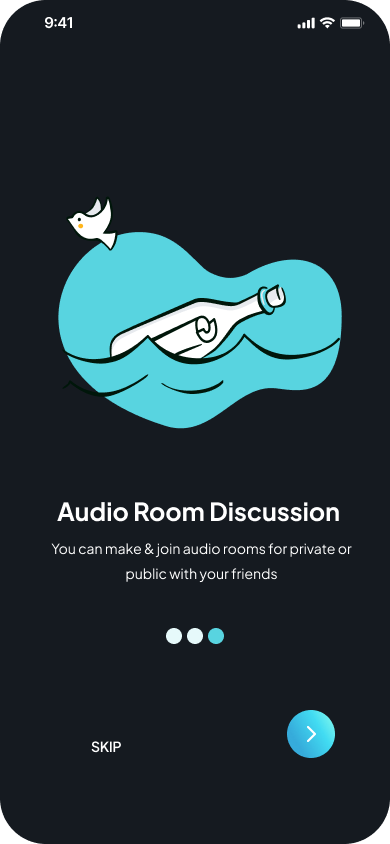 9:41
Audio Room Discussion
You can make & join audio rooms for private or
public with your friends
SKIP